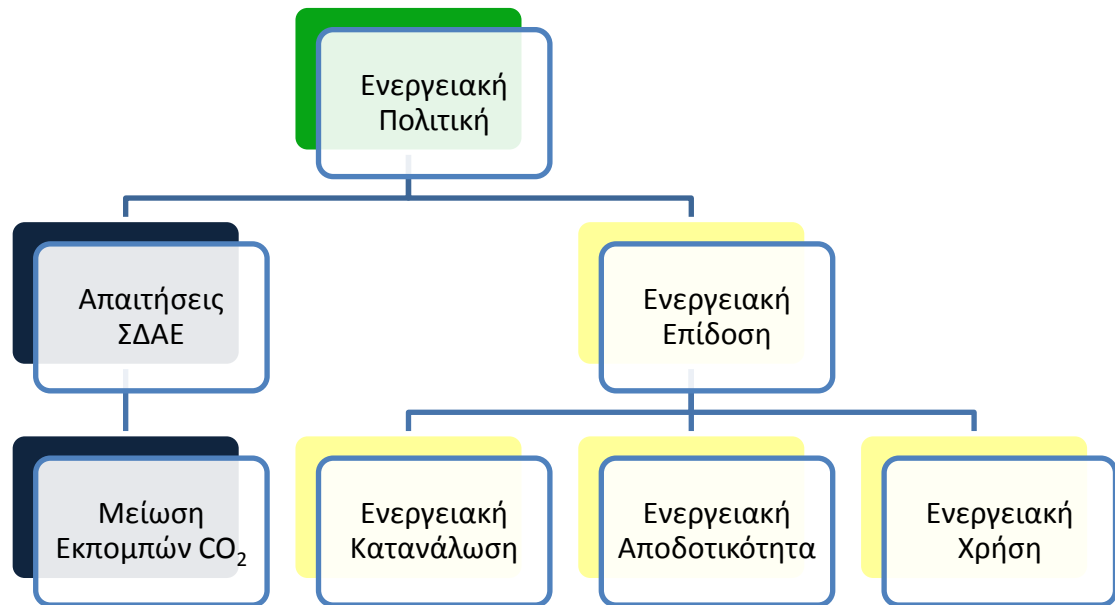 Ενεργειακή
Πολιτική
Απαιτήσεις
ΣΔΑΕ
Ενεργειακή
Επίδοση
Μείωση
Εκπομπών CO₂
Ενεργειακή
Κατανάλωση
Ενεργειακή
Αποδοτικότητα
Ενεργειακή
Χρήση